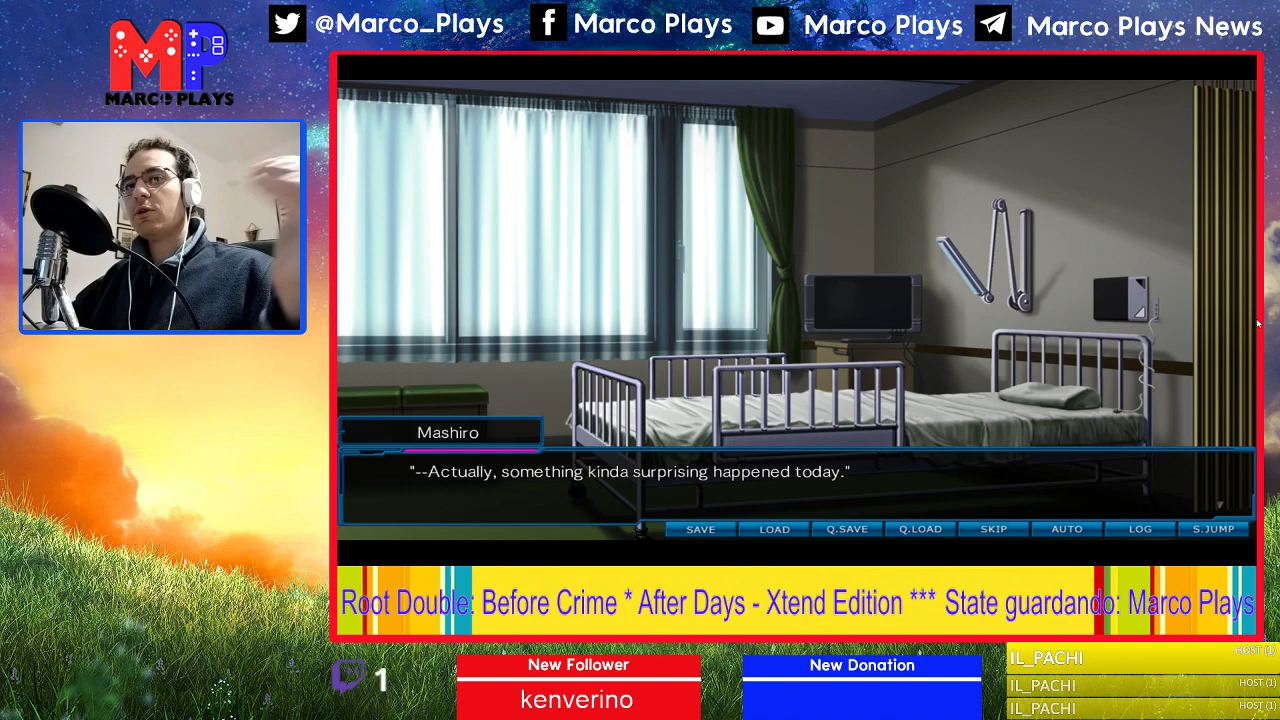 @Marco_Plays
Marco Plays
Marco Plays
Marco Plays News
MP
MARCO PLAYS
Mashiro
"--Actually, something kinda surprising happened today."
SAVE
LOAD
Q.SAVE
Q.LOAD
SKIP
AUTO
LOG
S.JUMP
Root Double: Before Crime * After Days - Xtend Edition *** State guardando: Marco Plays
1
New Follower
kenverino
New Donation
IL_PACHI HOST (1)
IL_PACHI HOST (1)
IL_PACHI HOST (1)